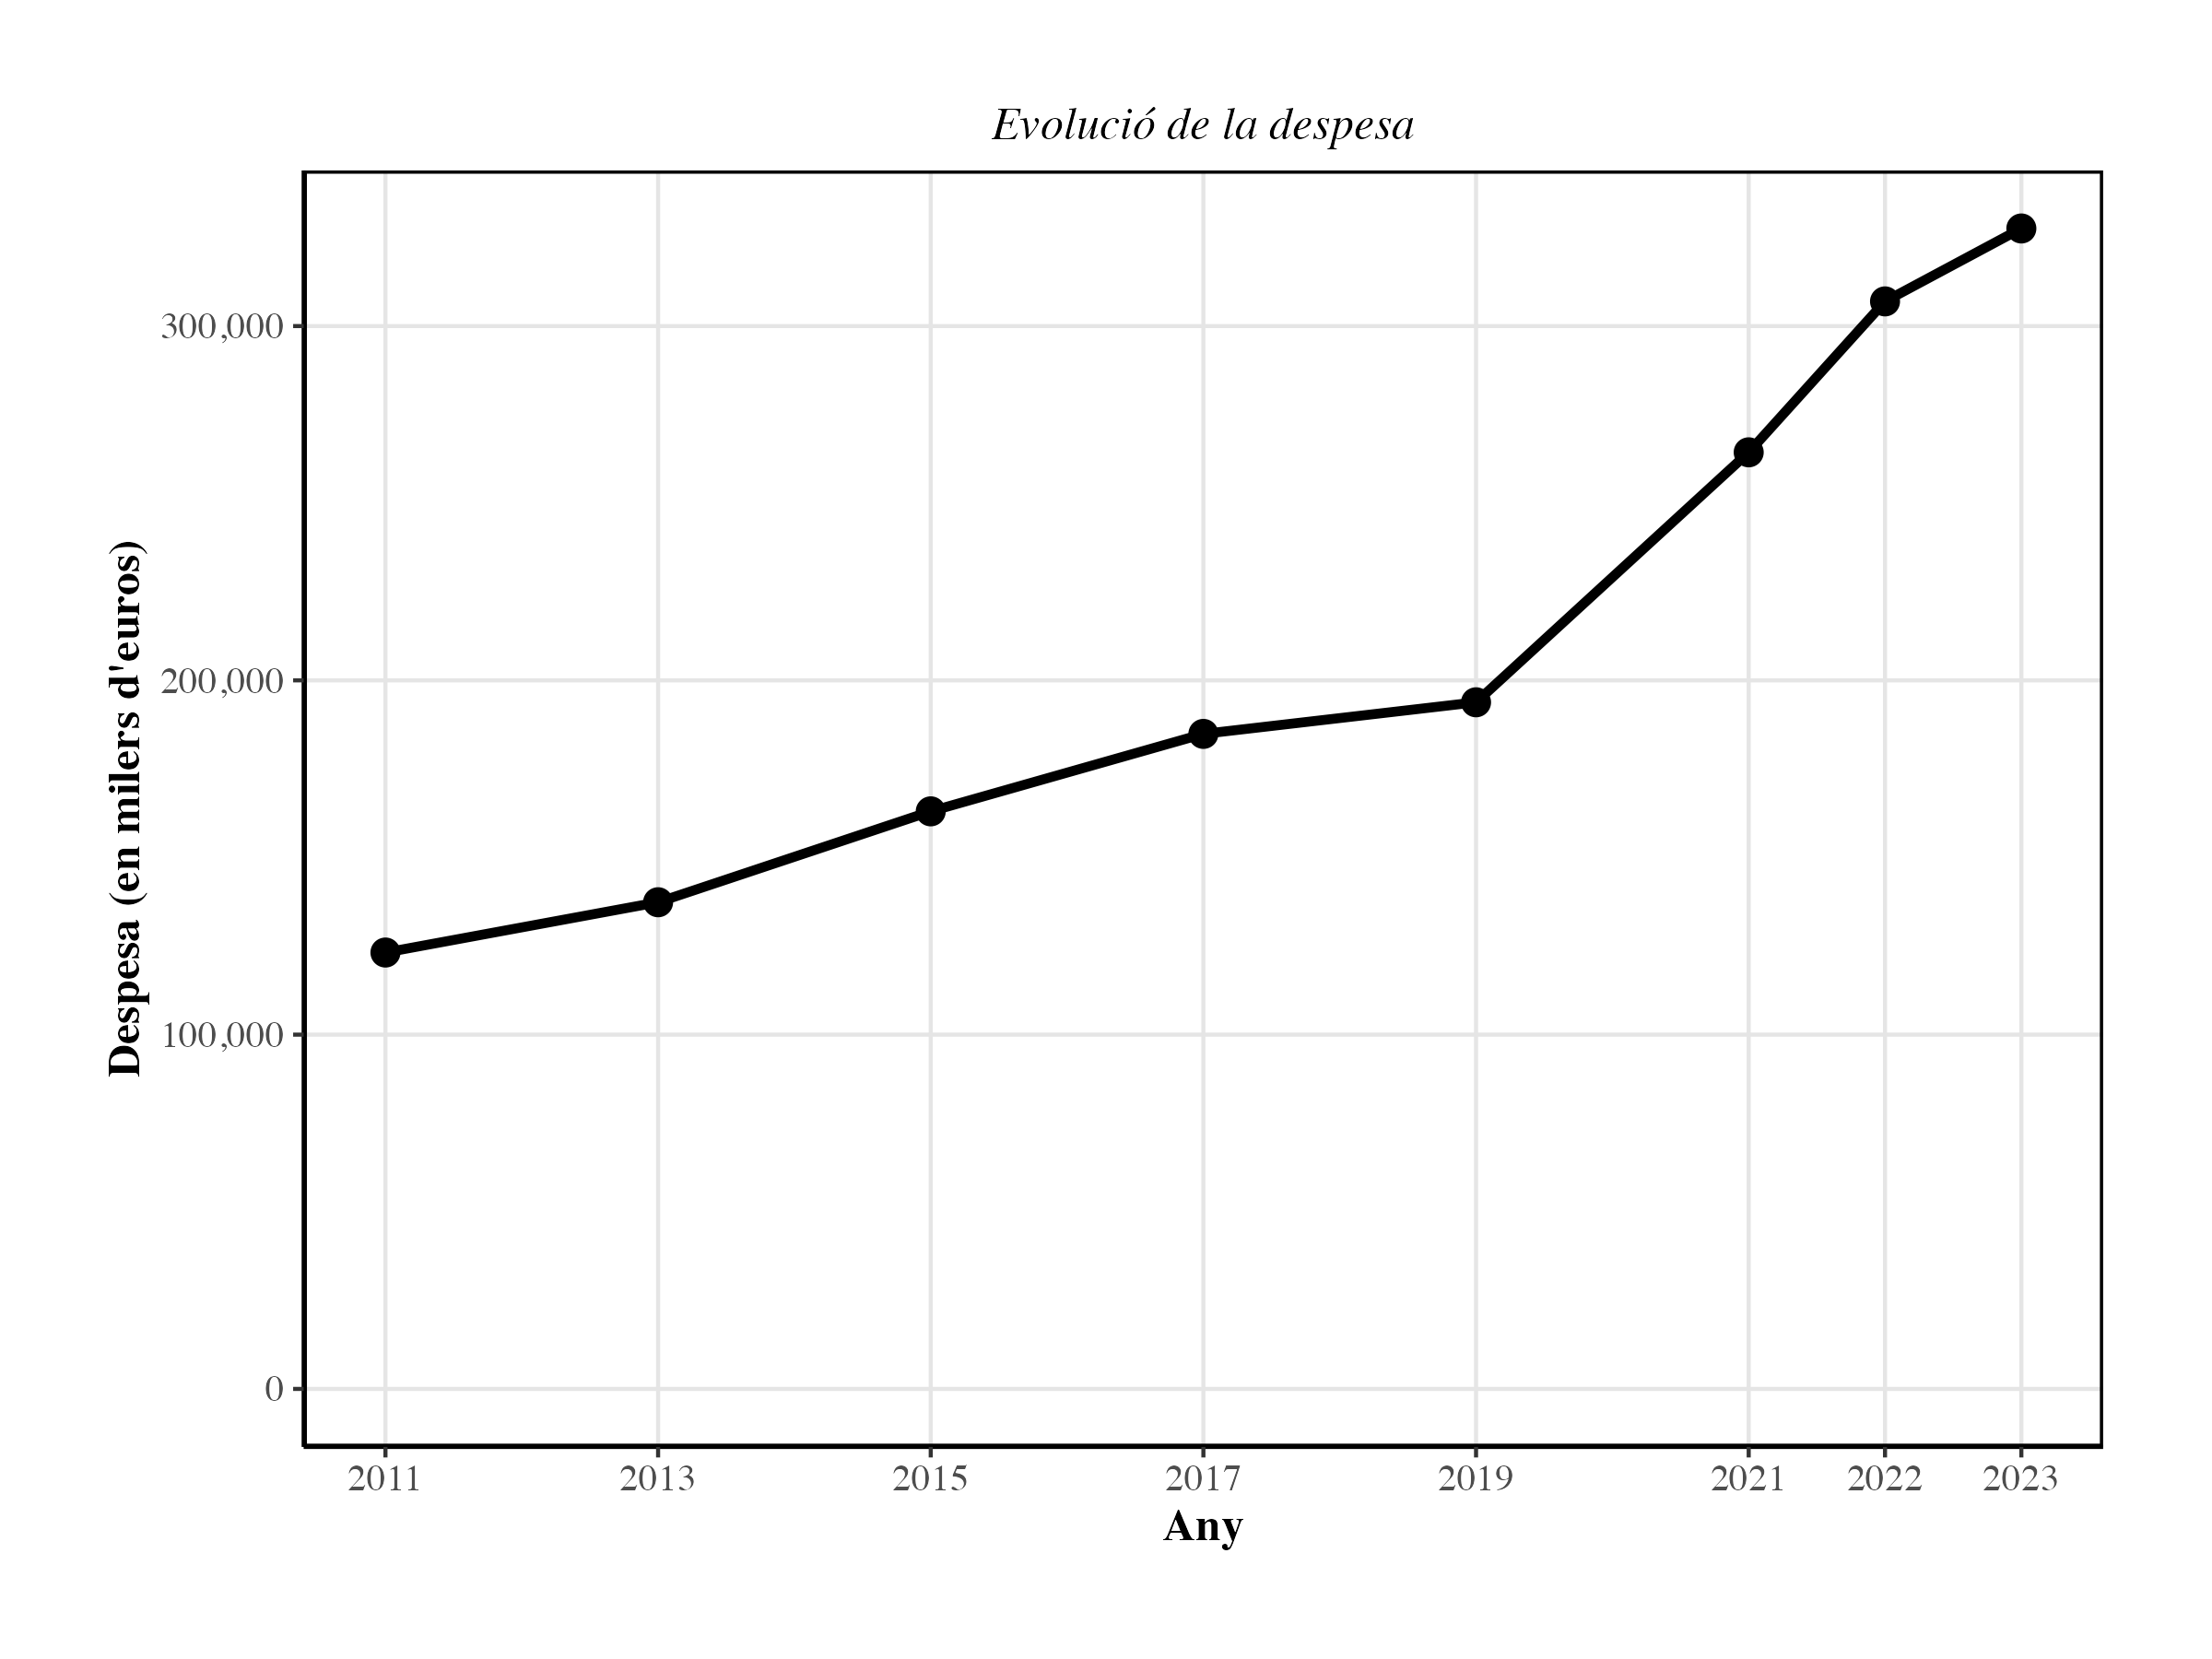 Evolució de la despesa
Despesa (en milers d'euros)
300,000
200,000
100,000
0
2011 2013 2015 2017 2019 2021 2022 2023
Any